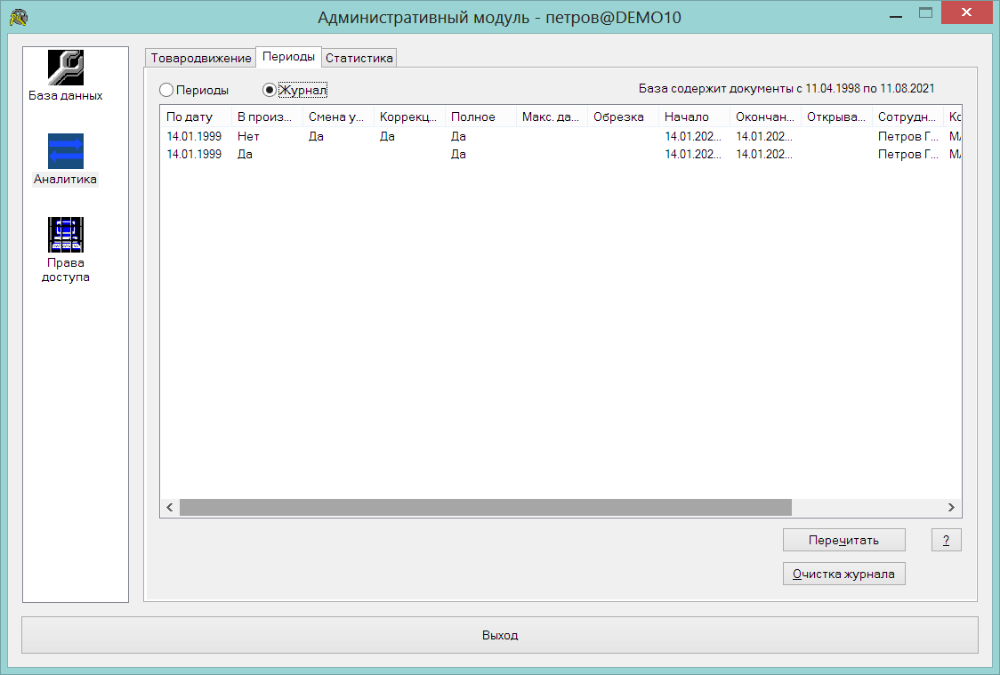 Административный модуль - петров@DEMO10
База данных
Аналитика
Права
доступа
Товародвижение Периоды Статистика
Периоды Журнал База содержит документы с 11.04.1998 по 11.08.2021
По дату В произ... Смена у... Коррекц... Полное Макс. да... Обрезка Начало Окончан... Открыва... Сотрудн... Кс
14.01.1999 Нет Да Да Да 14.01.202... 14.01.202... Петров Г...
14.01.1999 Да Да 14.01.202... 14.01.202... Петров Г...
Перечитать ?
Очистка журнала
Выход